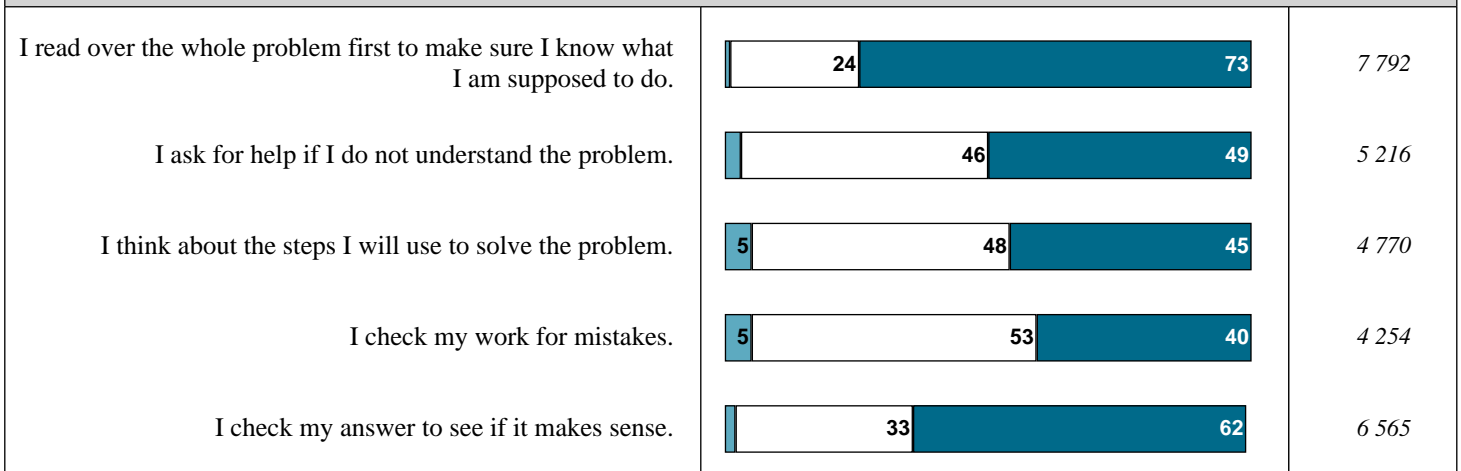 I read over the whole problem first to make sure I know what
I am supposed to do.
24 73 7 792
I ask for help if I do not understand the problem.
46 49 5 216
I think about the steps I will use to solve the problem.
5 48 45 4 770
I check my work for mistakes.
5 53 40 4 254
I check my answer to see if it makes sense.
33 62 6 565